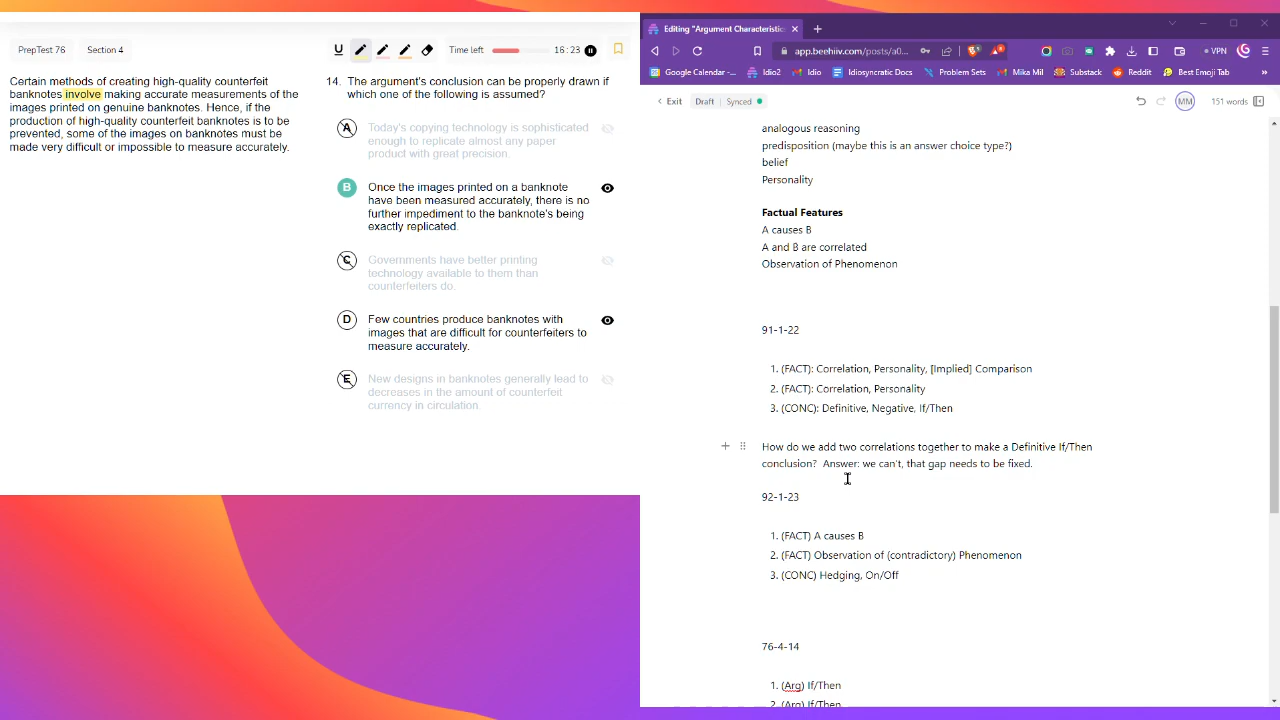 PrepTest 76
Section 4
Time left
16 : 23
Certain methods of creating high-quality counterfeit
banknotes involve making accurate measurements of the
images printed on genuine banknotes. Hence, if the
production of high-quality counterfeit banknotes is to be
prevented, some of the images on banknotes must be
made very difficult or impossible to measure accurately.
14. The argument's conclusion can be properly drawn if
which one of the following is assumed?
A Today's copying technology is sophisticated
enough to replicate almost any paper
product with great precision.
B Once the images printed on a banknote
have been measured accurately, there is no
further impediment to the banknote's being
exactly replicated.
C Governments have better printing
technology available to them than
counterfeiters do.
D Few countries produce banknotes with
images that are difficult for counterfeiters to
measure accurately.
E New designs in banknotes generally lead to
decreases in the amount of counterfeit
currency in circulation.
Editing "Argument Characteristic:
app.beehiiv.com/posts/a0...
VPN
Google Calendar -...
Idio2
Idio
Idiosyncratic Docs
Problem Sets
Mika Mil
Substack
Reddit
Best Emoji Tab
Exit
Draft
Synced
MM
151 words
analogous reasoning
predisposition (maybe this is an answer choice type?)
belief
Personality
Factual Features
A causes B
A and B are correlated
Observation of Phenomenon
91-1-22
1. (FACT): Correlation, Personality, [Implied] Comparison
2. (FACT): Correlation, Personality
3. (CONC): Definitive, Negative, If/Then
How do we add two correlations together to make a Definitive If/Then
conclusion? Answer: we can't, that gap needs to be fixed.
92-1-23
1. (FACT) A causes B
2. (FACT) Observation of (contradictory) Phenomenon
3. (CONC) Hedging, On/Off
76-4-14
1. (Arg) If/Then
2. (Arg) If/Then